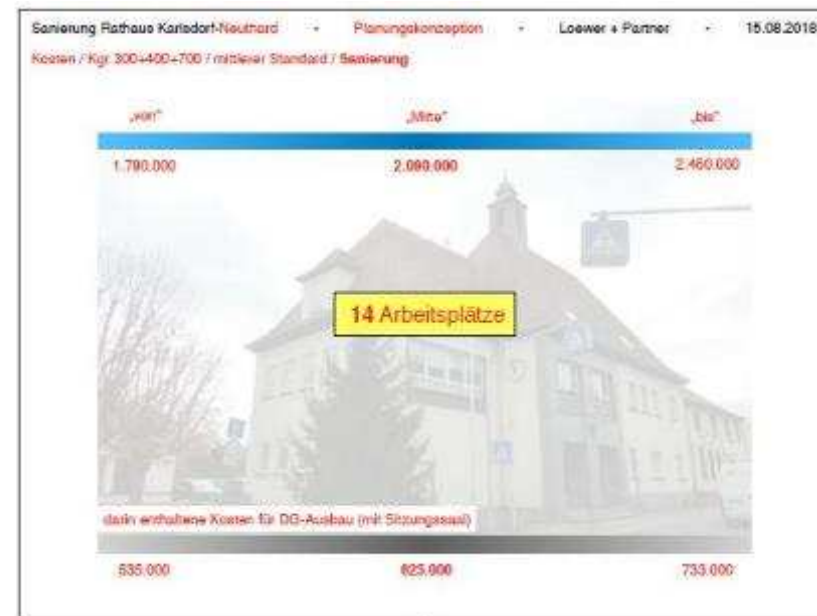 Sanierung Rathaus Karlsdorf-Neuthard - Planungskonzeption - Loewer + Partner - 15.08.2018
Kosten / Kgr. 300+400+700 / mittlerer Standard / Sanierung
„von“ „Mitte“ „bis“
1.790.000 2.090.000 2.460.000
14 Arbeitsplätze
darin enthaltene Kosten für DG-Ausbau (mit Sitzungssaal)
535.000 623.000 733.000